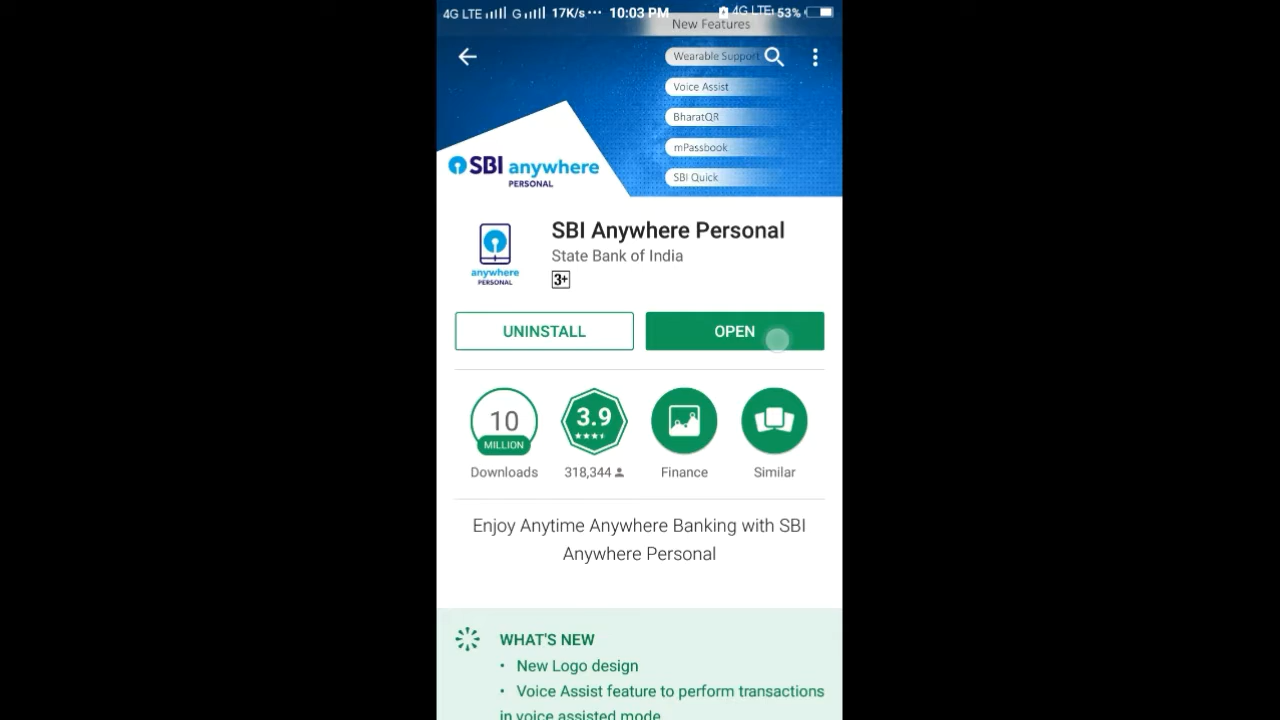 4G LTE G 17K/s ··· 10:03 PM 4G LTE 53%
New Features
Wearable Support
Voice Assist
BharatQR
mPassbook
SBI Quick
SBI anywhere
PERSONAL
SBI Anywhere Personal
State Bank of India
3+
anywhere
PERSONAL
UNINSTALL OPEN
10 3.9
MILLION
Downloads 318,344 Finance Similar
Enjoy Anytime Anywhere Banking with SBI
Anywhere Personal
WHAT'S NEW
• New Logo design
• Voice Assist feature to perform transactions
in voice assisted mode